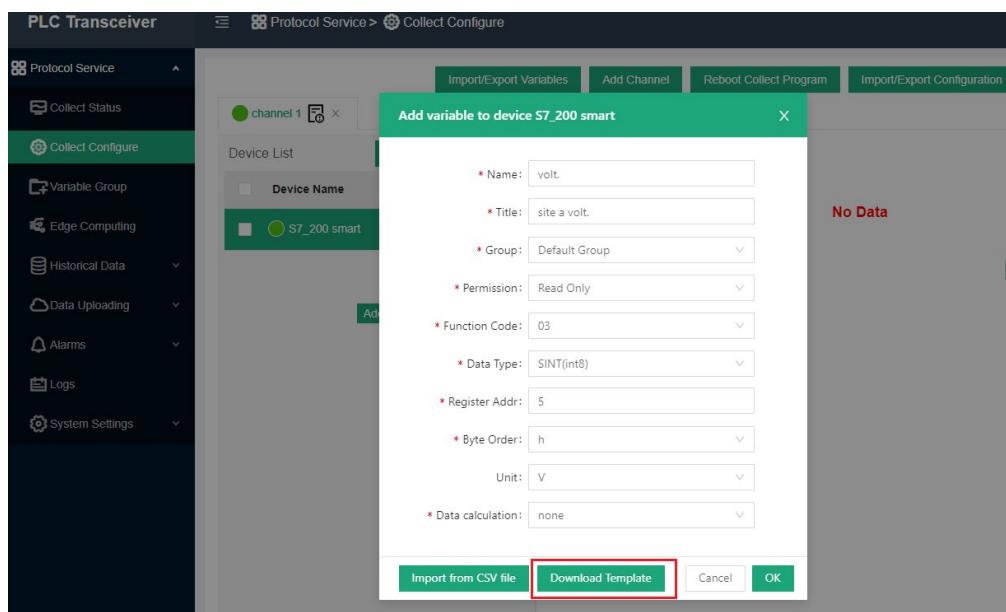 PLC Transceiver
Protocol Service > Collect Configure
Protocol Service
Collect Status
Collect Configure
Variable Group
Edge Computing
Historical Data
Data Uploading
Alarms
Logs
System Settings
Import/Export Variables
Add Channel
Reboot Collect Program
Import/Export Configuration
channel 1
Device List
Device Name
S7_200 smart
No Data
Add variable to device S7_200 smart X
* Name: volt.
* Title: site a volt.
* Group: Default Group
* Permission: Read Only
* Function Code: 03
* Data Type: SINT(int8)
* Register Addr: 5
* Byte Order: h
Unit: V
* Data calculation: none
Import from CSV file
Download Template
Cancel
OK